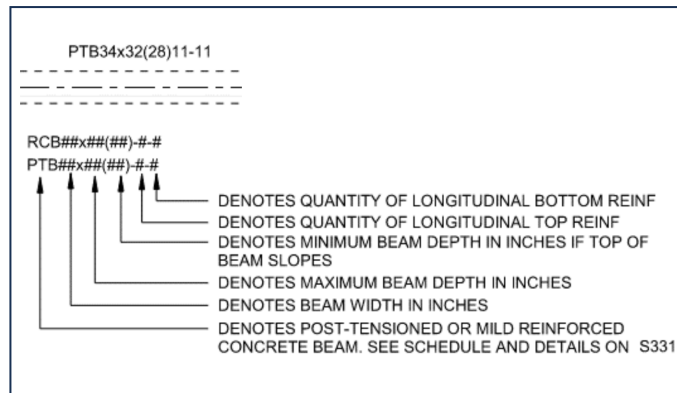 PTB34x32(28)11-11
RCB##x##(##)-#-#
PTB##x##(##)-#-#
DENOTES QUANTITY OF LONGITUDINAL BOTTOM REINF
DENOTES QUANTITY OF LONGITUDINAL TOP REINF
DENOTES MINIMUM BEAM DEPTH IN INCHES IF TOP OF
BEAM SLOPES
DENOTES MAXIMUM BEAM DEPTH IN INCHES
DENOTES BEAM WIDTH IN INCHES
DENOTES POST-TENSIONED OR MILD REINFORCED
CONCRETE BEAM. SEE SCHEDULE AND DETAILS ON S331